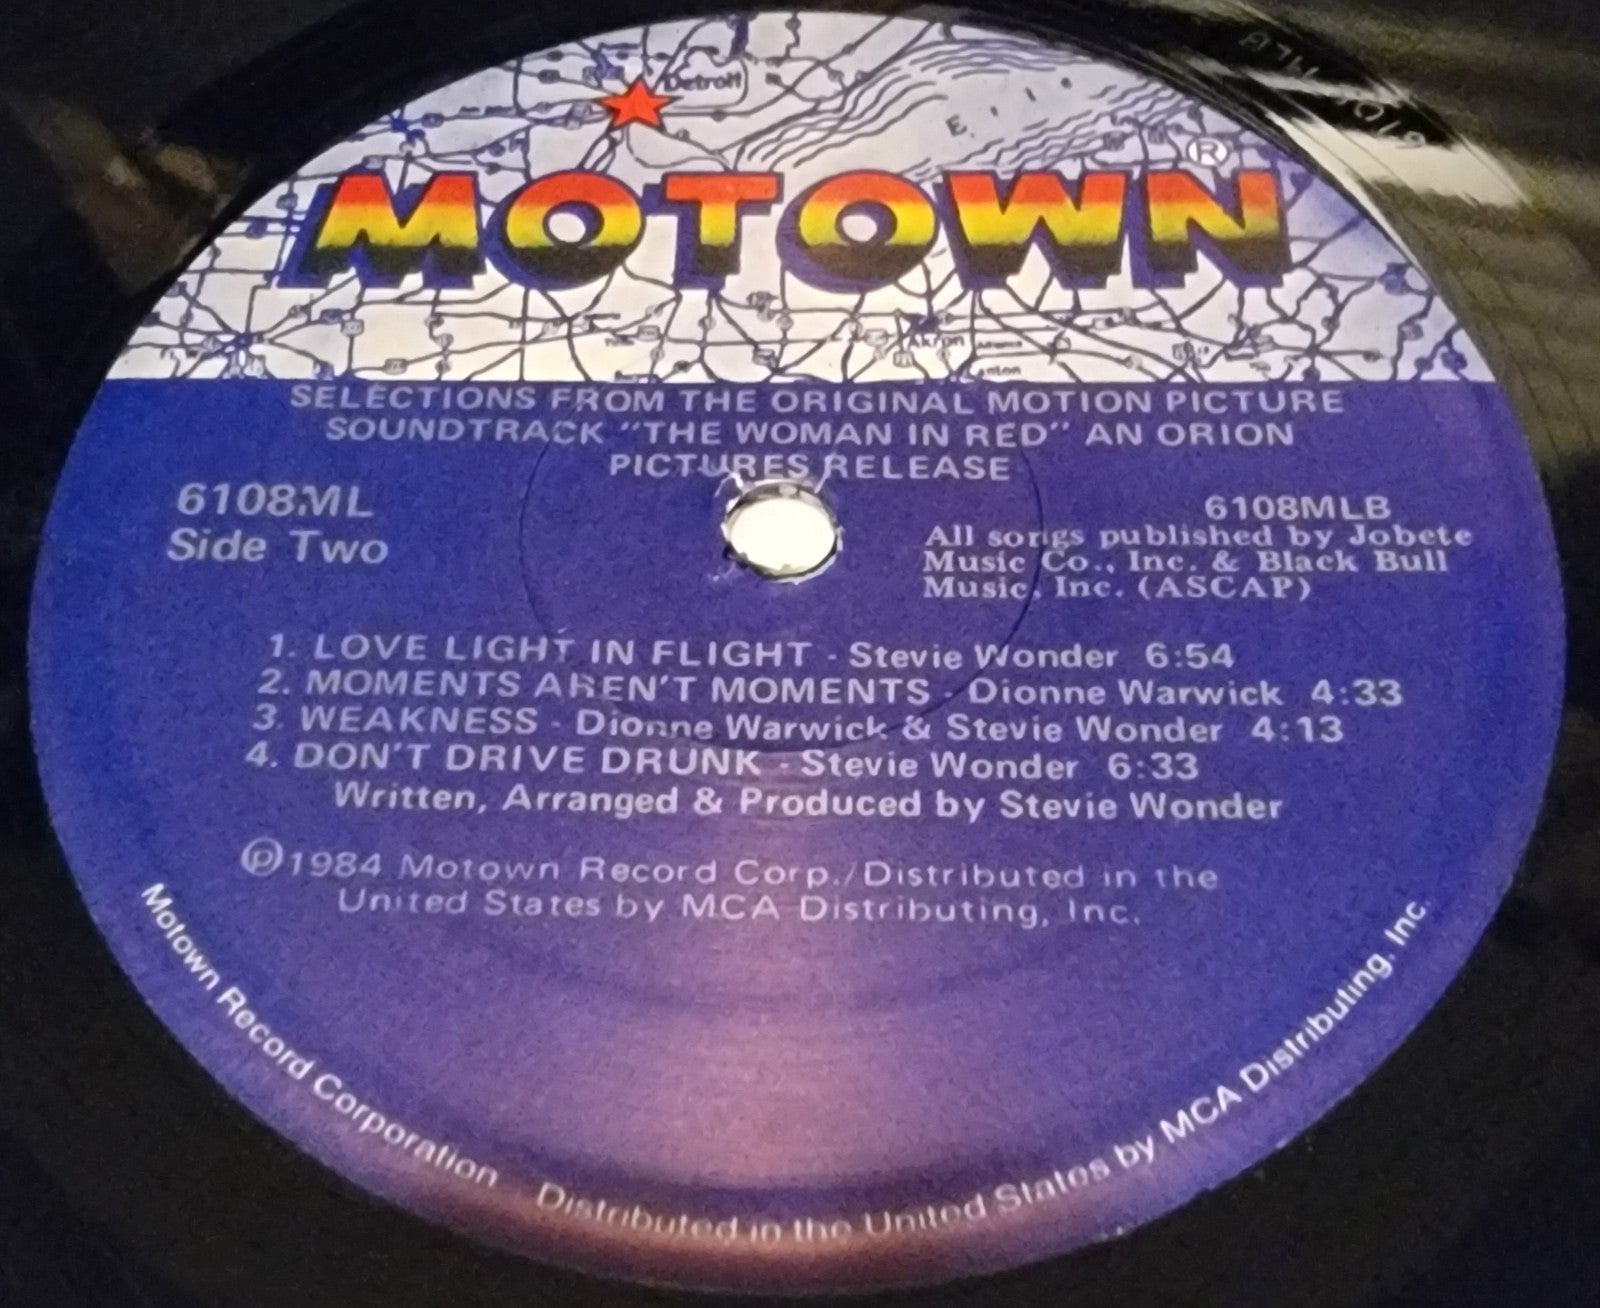 Detroit
Erie
MOTOWN®
Akron
Canton
SELECTIONS FROM THE ORIGINAL MOTION PICTURE
SOUNDTRACK "THE WOMAN IN RED" AN ORION
PICTURES RELEASE
6108ML
Side Two
6108MLB
All songs published by Jobete
Music Co., Inc. & Black Bull
Music, Inc. (ASCAP)
1. LOVE LIGHT IN FLIGHT - Stevie Wonder 6:54
2. MOMENTS AREN'T MOMENTS - Dionne Warwick 4:33
3. WEAKNESS - Dionne Warwick & Stevie Wonder 4:13
4. DON'T DRIVE DRUNK - Stevie Wonder 6:33
Written, Arranged & Produced by Stevie Wonder
℗1984 Motown Record Corp./Distributed in the
United States by MCA Distributing, Inc.
Motown Record Corporation Distributed in the United States by MCA Distributing, Inc.